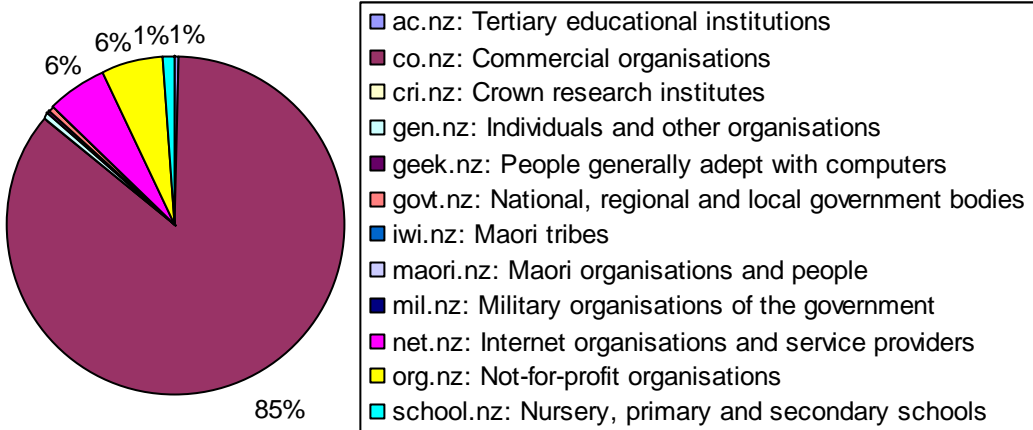 6% 6% 1% 1%
85%
ac.nz: Tertiary educational institutions
co.nz: Commercial organisations
cri.nz: Crown research institutes
gen.nz: Individuals and other organisations
geek.nz: People generally adept with computers
govt.nz: National, regional and local government bodies
iwi.nz: Maori tribes
maori.nz: Maori organisations and people
mil.nz: Military organisations of the government
net.nz: Internet organisations and service providers
org.nz: Not-for-profit organisations
school.nz: Nursery, primary and secondary schools